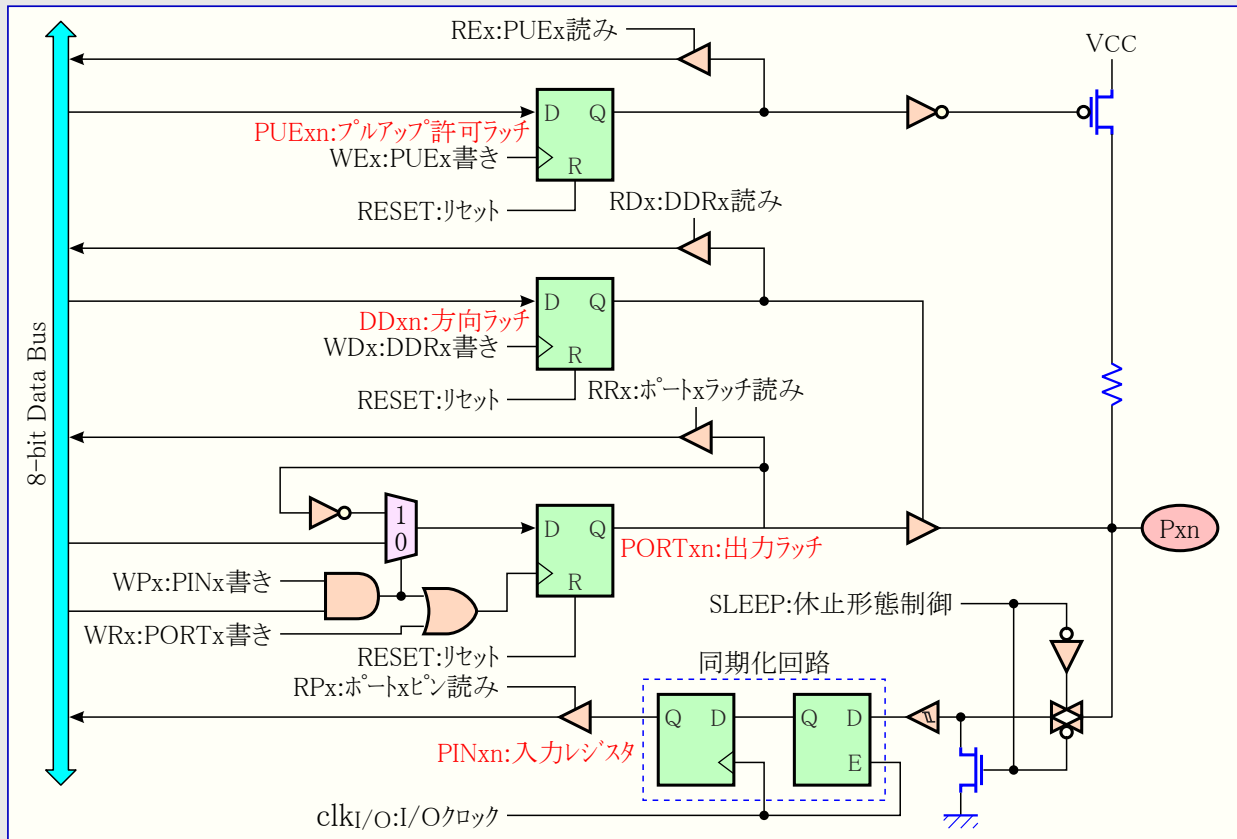 REx:PUEx読み
VCC
D Q
PUExn:プルアップ許可ラッチ
WEx:PUEx書き
R
RESET:リセット
RDx:DDRx読み
D Q
DDxn:方向ラッチ
WDx:DDRx書き
R
RESET:リセット
RRx:ポートxラッチ読み
8-bit Data Bus
1
0
D Q
PORTxn:出力ラッチ
Pxn
WPx:PINx書き
R
WRx:PORTx書き
SLEEP:休止形態制御
RESET:リセット
同期化回路
RPx:ポートxピン読み
Q D
Q D
PINxn:入力レジスタ
E
clkI/O:I/Oクロック